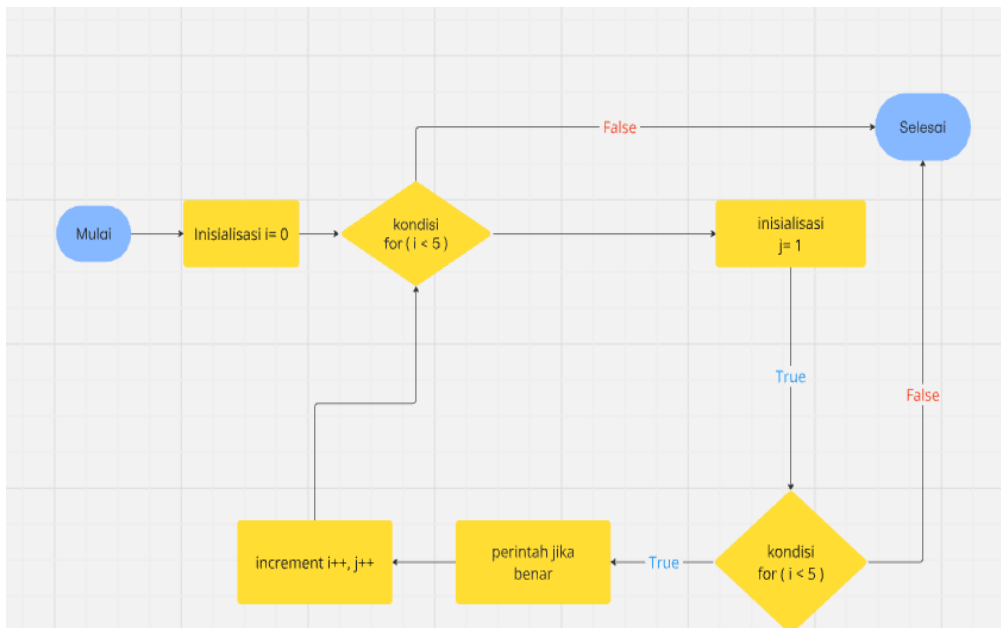 False
Selesai
Mulai
Inisialisasi i= 0
kondisi
for ( i < 5 )
inisialisasi
j= 1
True
False
increment i++, j++
perintah jika
benar
True
kondisi
for ( i < 5 )